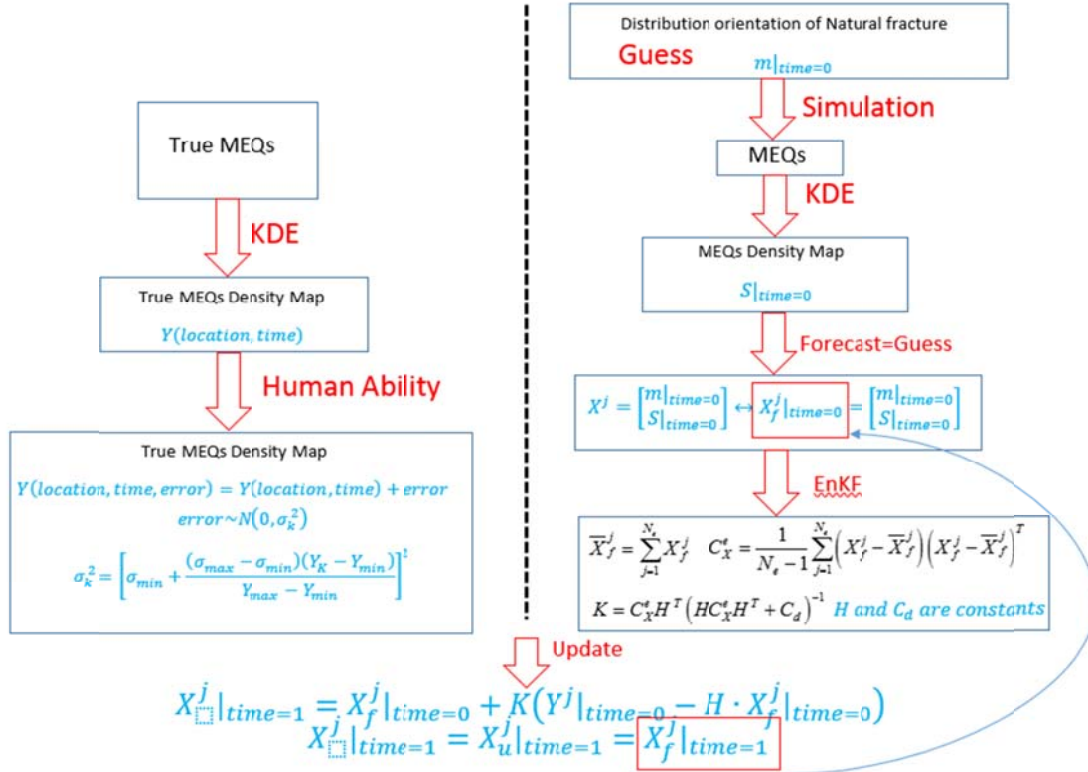 True MEQs
KDE
True MEQs Density Map
Y(location, time)
Human Ability
True MEQs Density Map
Y(location, time, error) = Y(location, time) + error
error~N(0, σ_k^2)
σ_k^2 = [σ_min + (σ_max − σ_min)(Y_K − Y_min) / (Y_max − Y_min)]
Distribution orientation of Natural fracture
Guess
m|time=0
Simulation
MEQs
KDE
MEQs Density Map
S|time=0
Forecast=Guess
X^j = [m|time=0 S|time=0] ↔ X_f^j|time=0 = [m|time=0 S|time=0]
EnKF
X̅_f^j = ∑_{j=1}^{N_e} X_f^j   C_X^e = 1/(N_e − 1) ∑_{j=1}^{N_e} (X_f^j − X̅_f^j)(X_f^j − X̅_f^j)^T
K = C_X^e H^T (H C_X^e H^T + C_d)^−1 H and C_d are constants
Update
X_□^j|time=1 = X_f^j|time=0 + K(Y^j|time=0 − H · X_f^j|time=0)
X_□^j|time=1 = X_u^j|time=1 = X_f^j|time=1